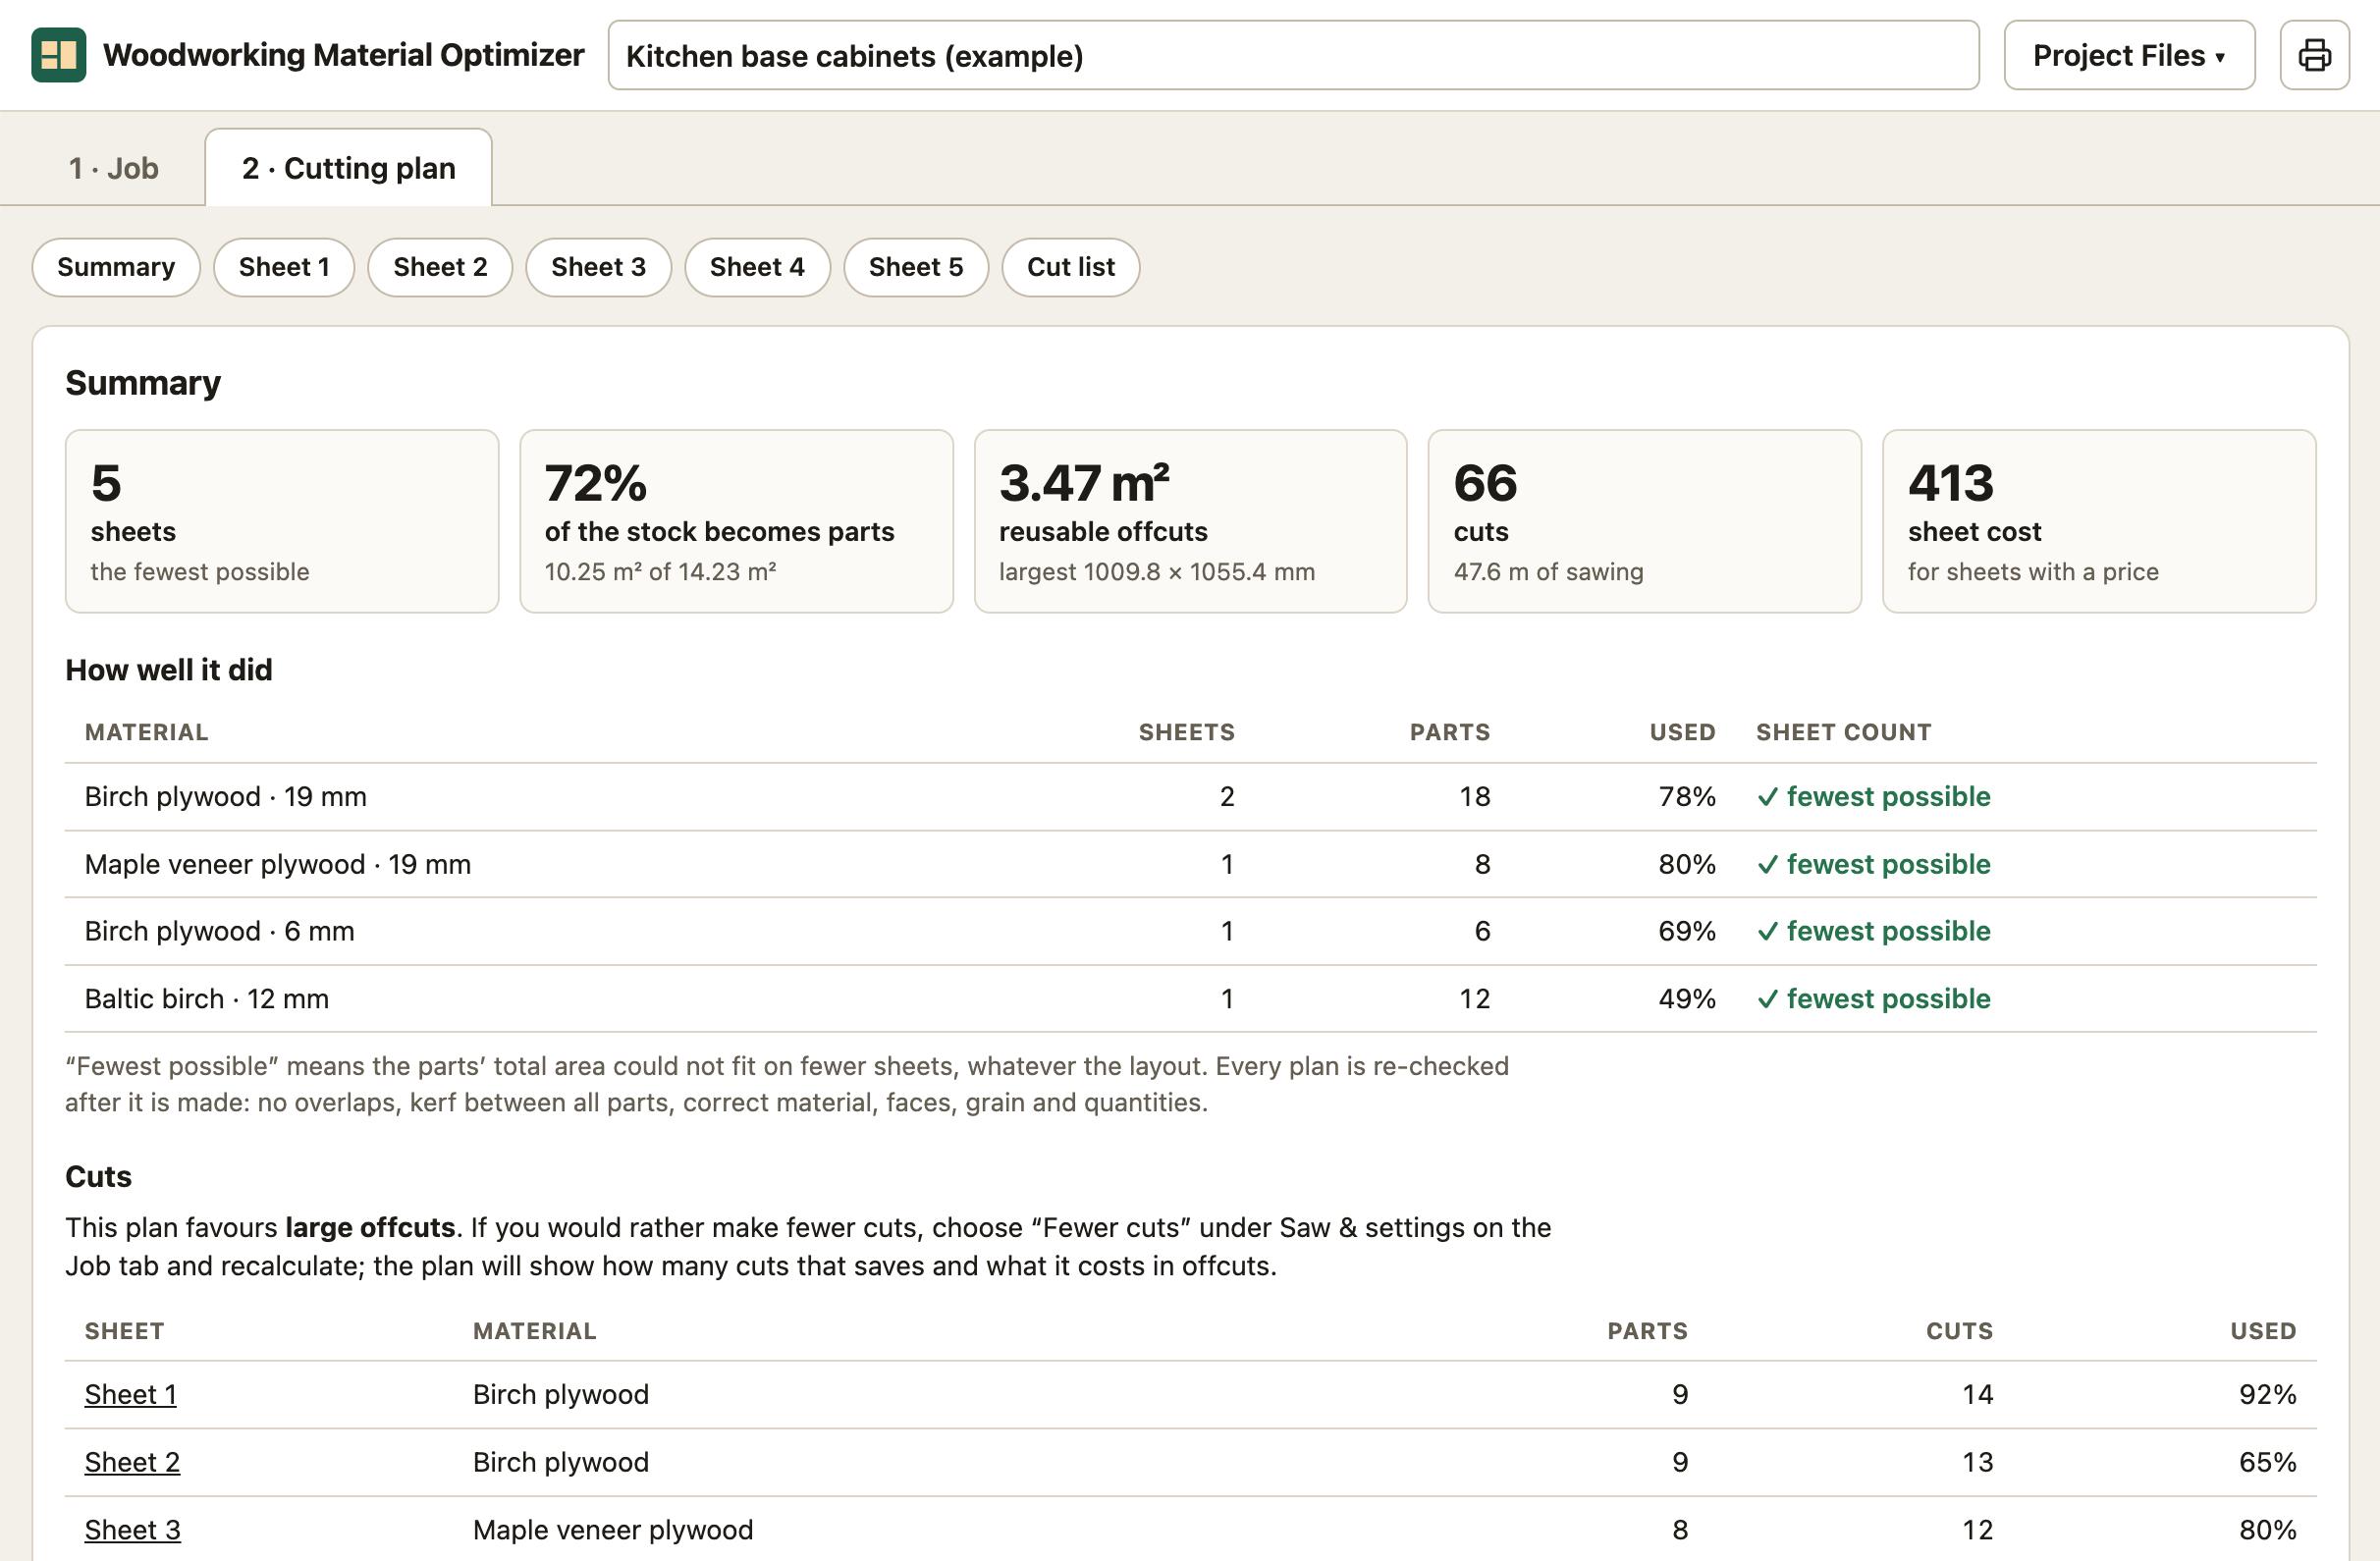 Woodworking Material Optimizer
Kitchen base cabinets (example)
Project Files ▾
1 · Job
2 · Cutting plan
Summary
Sheet 1
Sheet 2
Sheet 3
Sheet 4
Sheet 5
Cut list
Summary
5
sheets
the fewest possible
72%
of the stock becomes parts
10.25 m² of 14.23 m²
3.47 m²
reusable offcuts
largest 1009.8 × 1055.4 mm
66
cuts
47.6 m of sawing
413
sheet cost
for sheets with a price
How well it did
MATERIAL SHEETS PARTS USED SHEET COUNT
Birch plywood · 19 mm 2 18 78% ✓ fewest possible
Maple veneer plywood · 19 mm 1 8 80% ✓ fewest possible
Birch plywood · 6 mm 1 6 69% ✓ fewest possible
Baltic birch · 12 mm 1 12 49% ✓ fewest possible
“Fewest possible” means the parts’ total area could not fit on fewer sheets, whatever the layout. Every plan is re-checked
after it is made: no overlaps, kerf between all parts, correct material, faces, grain and quantities.
Cuts
This plan favours large offcuts. If you would rather make fewer cuts, choose “Fewer cuts” under Saw & settings on the
Job tab and recalculate; the plan will show how many cuts that saves and what it costs in offcuts.
SHEET MATERIAL PARTS CUTS USED
Sheet 1 Birch plywood 9 14 92%
Sheet 2 Birch plywood 9 13 65%
Sheet 3 Maple veneer plywood 8 12 80%